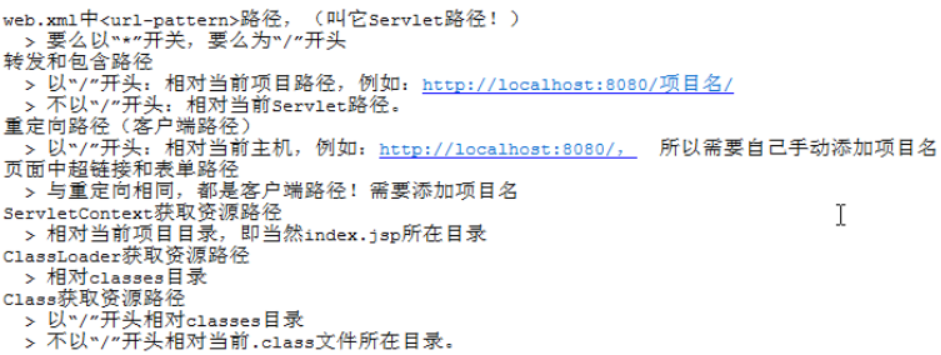 web.xml中<url-pattern>路径，（叫它Servlet路径！）
> 要么以“*”开关，要么为“/”开头
转发和包含路径
> 以“/”开头：相对当前项目路径，例如：http://localhost:8080/项目名/
> 不以“/”开头：相对当前Servlet路径。
重定向路径（客户端路径）
> 以“/”开头：相对当前主机，例如：http://localhost:8080/， 所以需要自己手动添加项目名
页面中超链接和表单路径
> 与重定向相同，都是客户端路径！需要添加项目名
ServletContext获取资源路径
> 相对当前项目目录，即当然index.jsp所在目录
ClassLoader获取资源路径
> 相对classes目录
Class获取资源路径
> 以“/”开头相对classes目录
> 不以“/”开头相对当前.class文件所在目录。